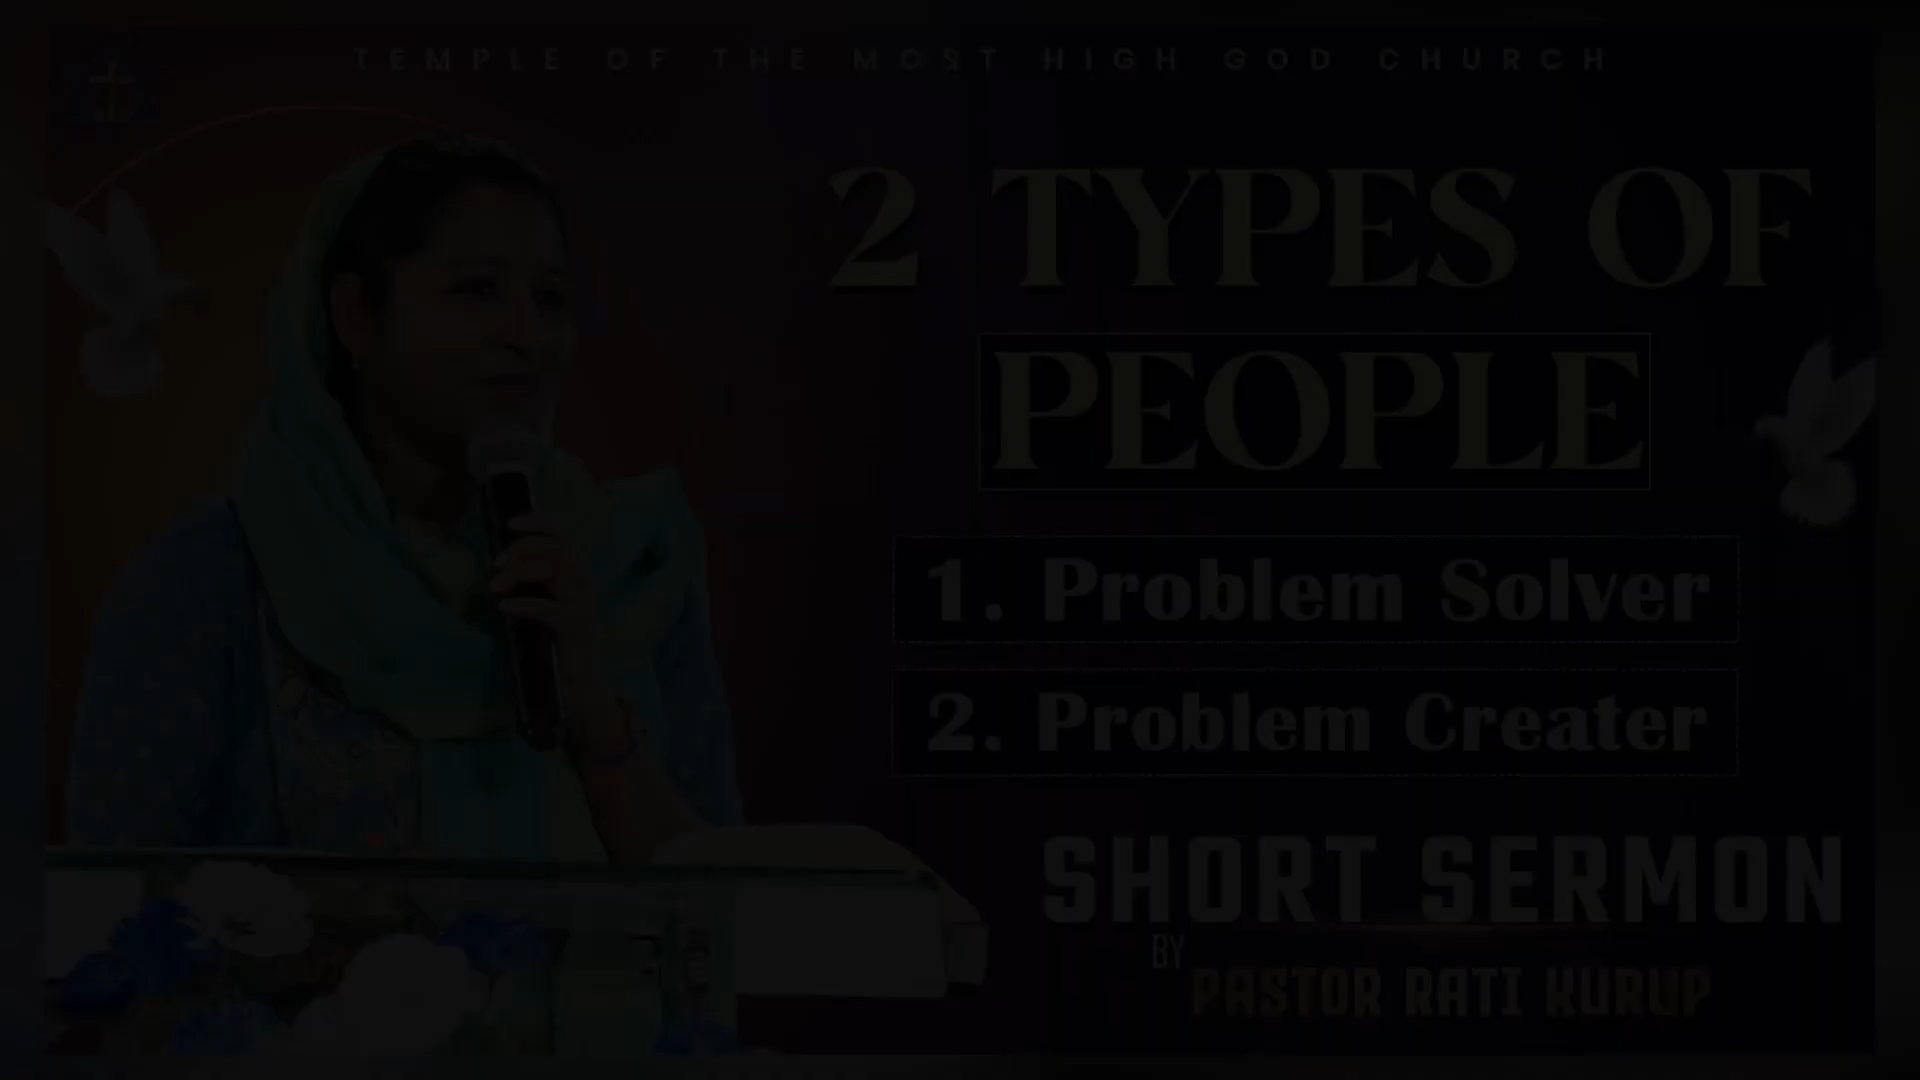 TEMPLE OF THE MOST HIGH GOD CHURCH
2 TYPES OF
PEOPLE
1. Problem Solver
2. Problem Creater
SHORT SERMON
BY
PASTOR RATI KURUP